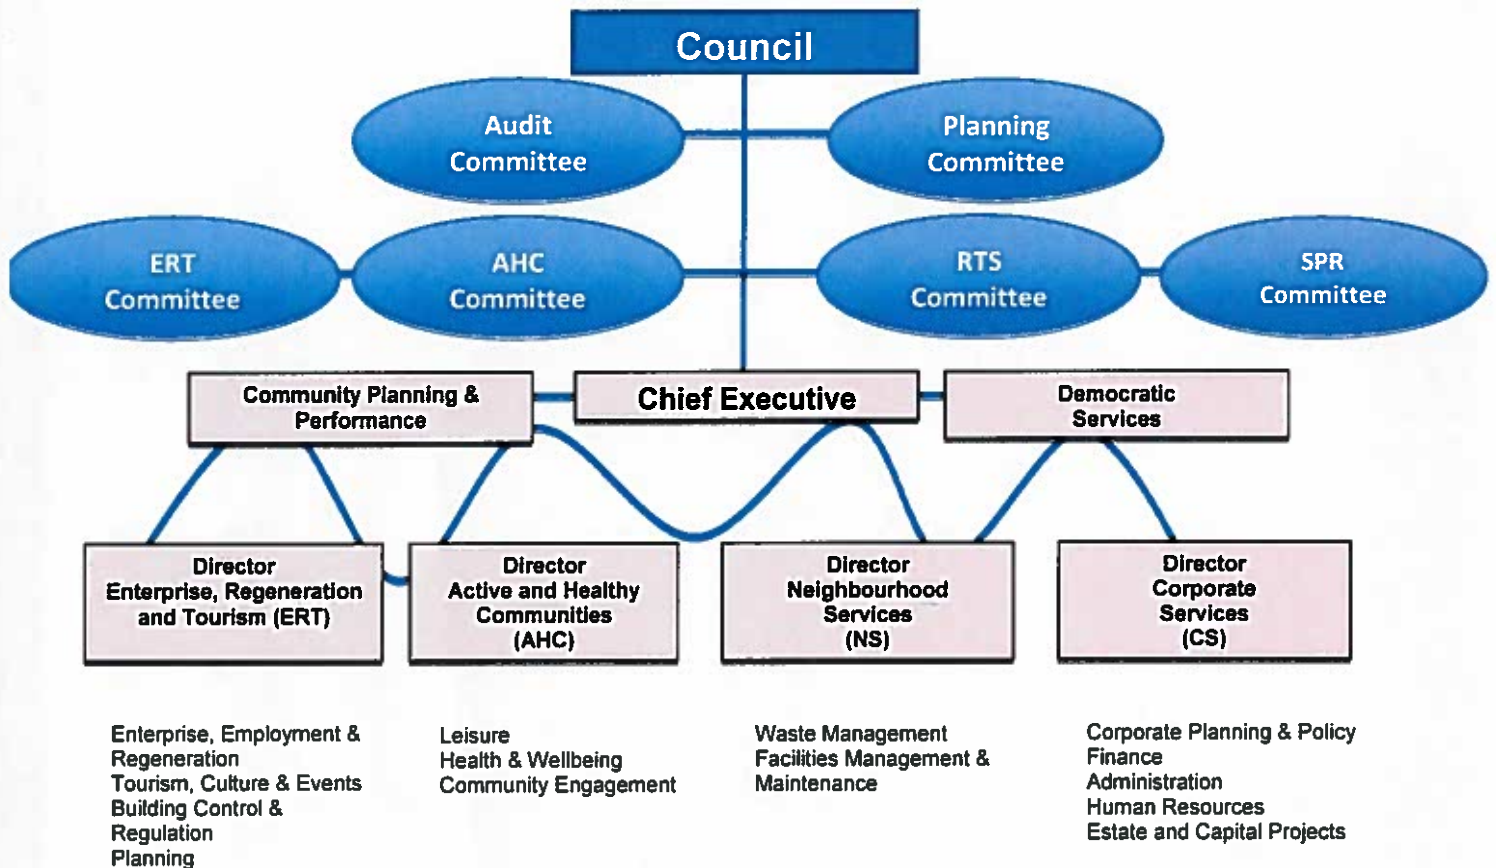 Council
Audit
Committee
Planning
Committee
ERT
Committee
AHC
Committee
RTS
Committee
SPR
Committee
Community Planning &
Performance
Chief Executive
Democratic
Services
Director
Enterprise, Regeneration
and Tourism (ERT)
Director
Active and Healthy
Communities
(AHC)
Director
Neighbourhood
Services
(NS)
Director
Corporate
Services
(CS)
Enterprise, Employment &
Regeneration
Tourism, Culture & Events
Building Control &
Regulation
Planning
Leisure
Health & Wellbeing
Community Engagement
Waste Management
Facilities Management &
Maintenance
Corporate Planning & Policy
Finance
Administration
Human Resources
Estate and Capital Projects